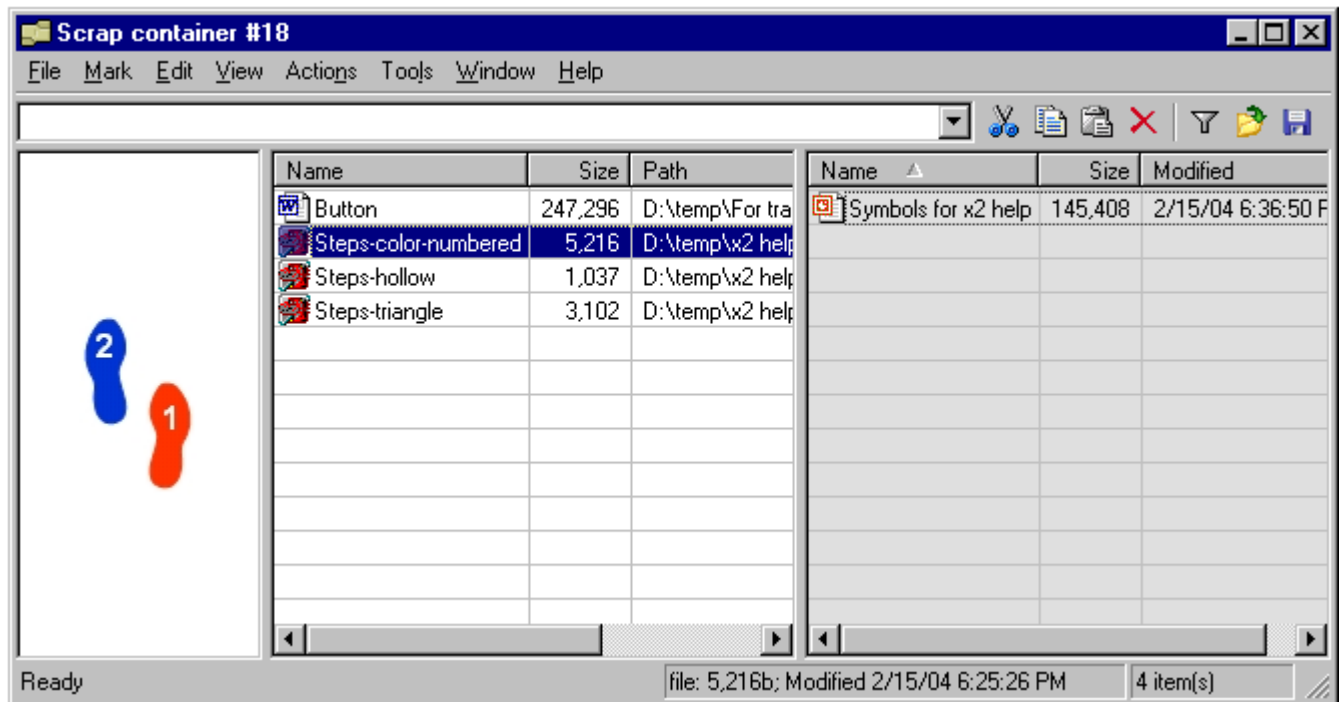 Scrap container #18
File Mark Edit View Actions Tools Window Help
Name Size Path Name Size Modified
Button 247,296 D:\temp\For tra Symbols for x2 help 145,408 2/15/04 6:36:50 P
Steps-color-numbered 5,216 D:\temp\x2 help
Steps-hollow 1,037 D:\temp\x2 help
Steps-triangle 3,102 D:\temp\x2 help
2
1
Ready file: 5,216b; Modified 2/15/04 6:25:26 PM 4 item(s)